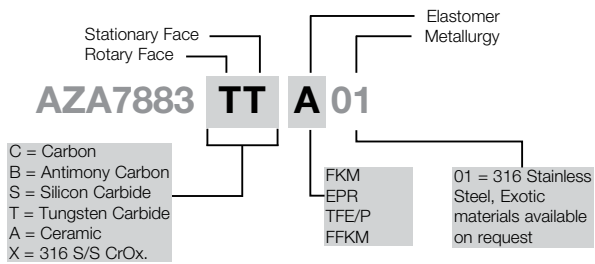 Elastomer
Stationary Face
Metallurgy
Rotary Face
AZA7883 TT A 01
C = Carbon
B = Antimony Carbon
S = Silicon Carbide
T = Tungsten Carbide
A = Ceramic
X = 316 S/S CrOx.
FKM
EPR
TFE/P
FFKM
01 = 316 Stainless
Steel, Exotic
materials available
on request